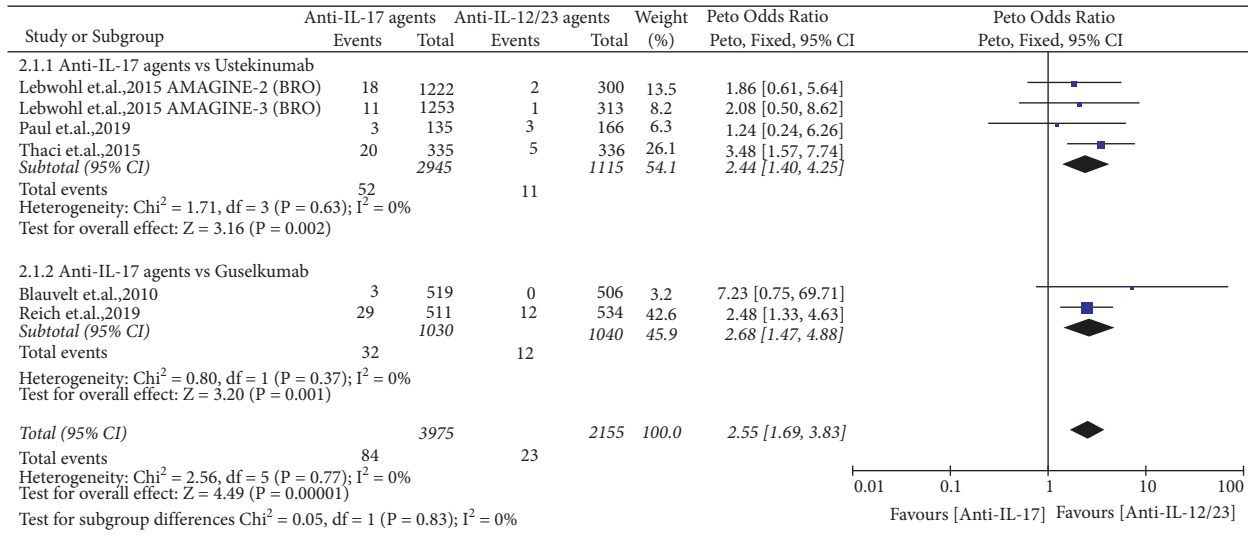 Anti-IL-17 agents Anti-IL-12/23 agents Weight Peto Odds Ratio Peto Odds Ratio
Study or Subgroup Events Total Events Total (%) Peto, Fixed, 95% CI Peto, Fixed, 95% CI
2.1.1 Anti-IL-17 agents vs Ustekinumab
Lebwohl et.al.,2015 AMAGINE-2 (BRO) 18 1222 2 300 13.5 1.86 [0.61, 5.64]
Lebwohl et.al.,2015 AMAGINE-3 (BRO) 11 1253 1 313 8.2 2.08 [0.50, 8.62]
Paul et.al.,2019 3 135 3 166 6.3 1.24 [0.24, 6.26]
Thaci et.al.,2015 20 335 5 336 26.1 3.48 [1.57, 7.74]
Subtotal (95% CI) 2945 1115 54.1 2.44 [1.40, 4.25]
Total events 52 11
Heterogeneity: Chi² = 1.71, df = 3 (P = 0.63); I² = 0%
Test for overall effect: Z = 3.16 (P = 0.002)
2.1.2 Anti-IL-17 agents vs Guselkumab
Blauvelt et.al.,2010 3 519 0 506 3.2 7.23 [0.75, 69.71]
Reich et.al.,2019 29 511 12 534 42.6 2.48 [1.33, 4.63]
Subtotal (95% CI) 1030 1040 45.9 2.68 [1.47, 4.88]
Total events 32 12
Heterogeneity: Chi² = 0.80, df = 1 (P = 0.37); I² = 0%
Test for overall effect: Z = 3.20 (P = 0.001)
Total (95% CI) 3975 2155 100.0 2.55 [1.69, 3.83]
Total events 84 23
Heterogeneity: Chi² = 2.56, df = 5 (P = 0.77); I² = 0%
Test for overall effect: Z = 4.49 (P = 0.00001)
Test for subgroup differences Chi² = 0.05, df = 1 (P = 0.83); I² = 0%
0.01 0.1 1 10 100
Favours [Anti-IL-17] Favours [Anti-IL-12/23]